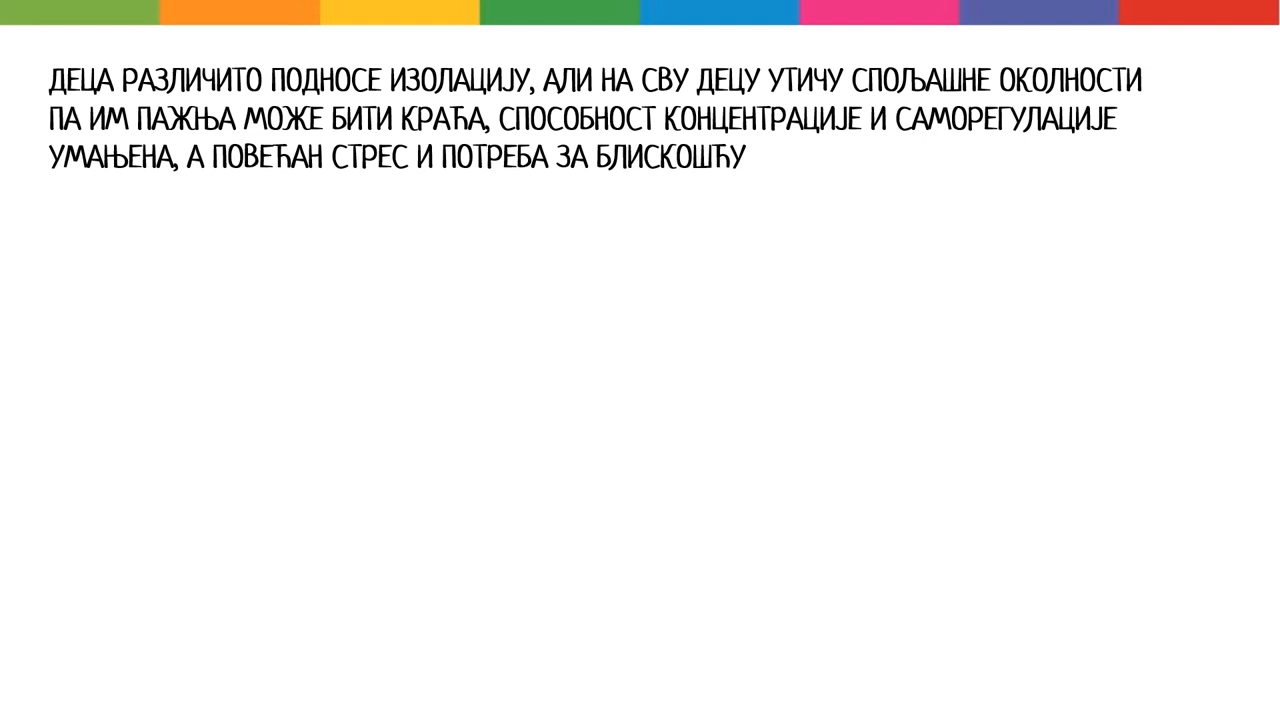 ДЕЦА РАЗЛИЧИТО ПОДНОСЕ ИЗОЛАЦИЈУ, АЛИ НА СВУ ДЕЦУ УТИЧУ СПОЉАШНЕ ОКОЛНОСТИ
ПА ИМ ПАЖЊА МОЖЕ БИТИ КРАЋА, СПОСОБНОСТ КОНЦЕНТРАЦИЈЕ И САМОРЕГУЛАЦИЈЕ
УМАЊЕНА, А ПОВЕЋАН СТРЕС И ПОТРЕБА ЗА БЛИСКОШЋУ